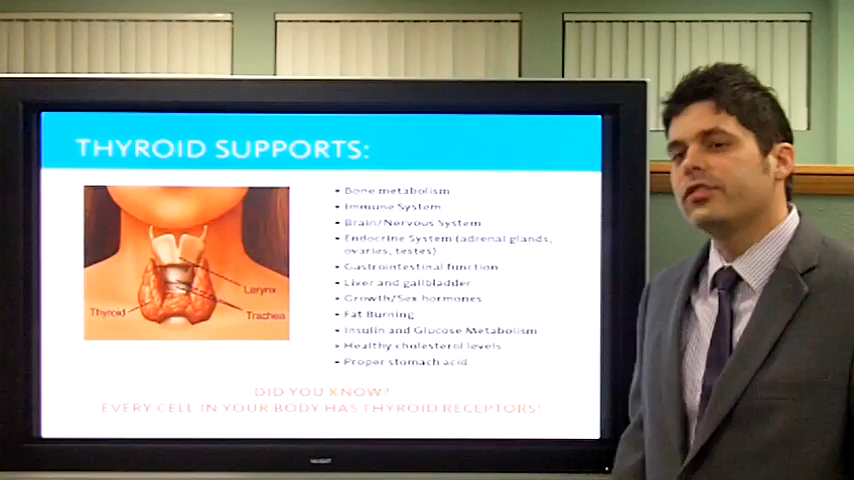 THYROID SUPPORTS:
Larynx
Thyroid
Trachea
• Bone metabolism
• Immune System
• Brain/Nervous System
• Endocrine System (adrenal glands,
ovaries, testes)
• Gastrointestinal function
• Liver and gallbladder
• Growth/Sex hormones
• Fat Burning
• Insulin and Glucose Metabolism
• Healthy cholesterol levels
• Proper stomach acid
DID YOU KNOW?
EVERY CELL IN YOUR BODY HAS THYROID RECEPTORS!